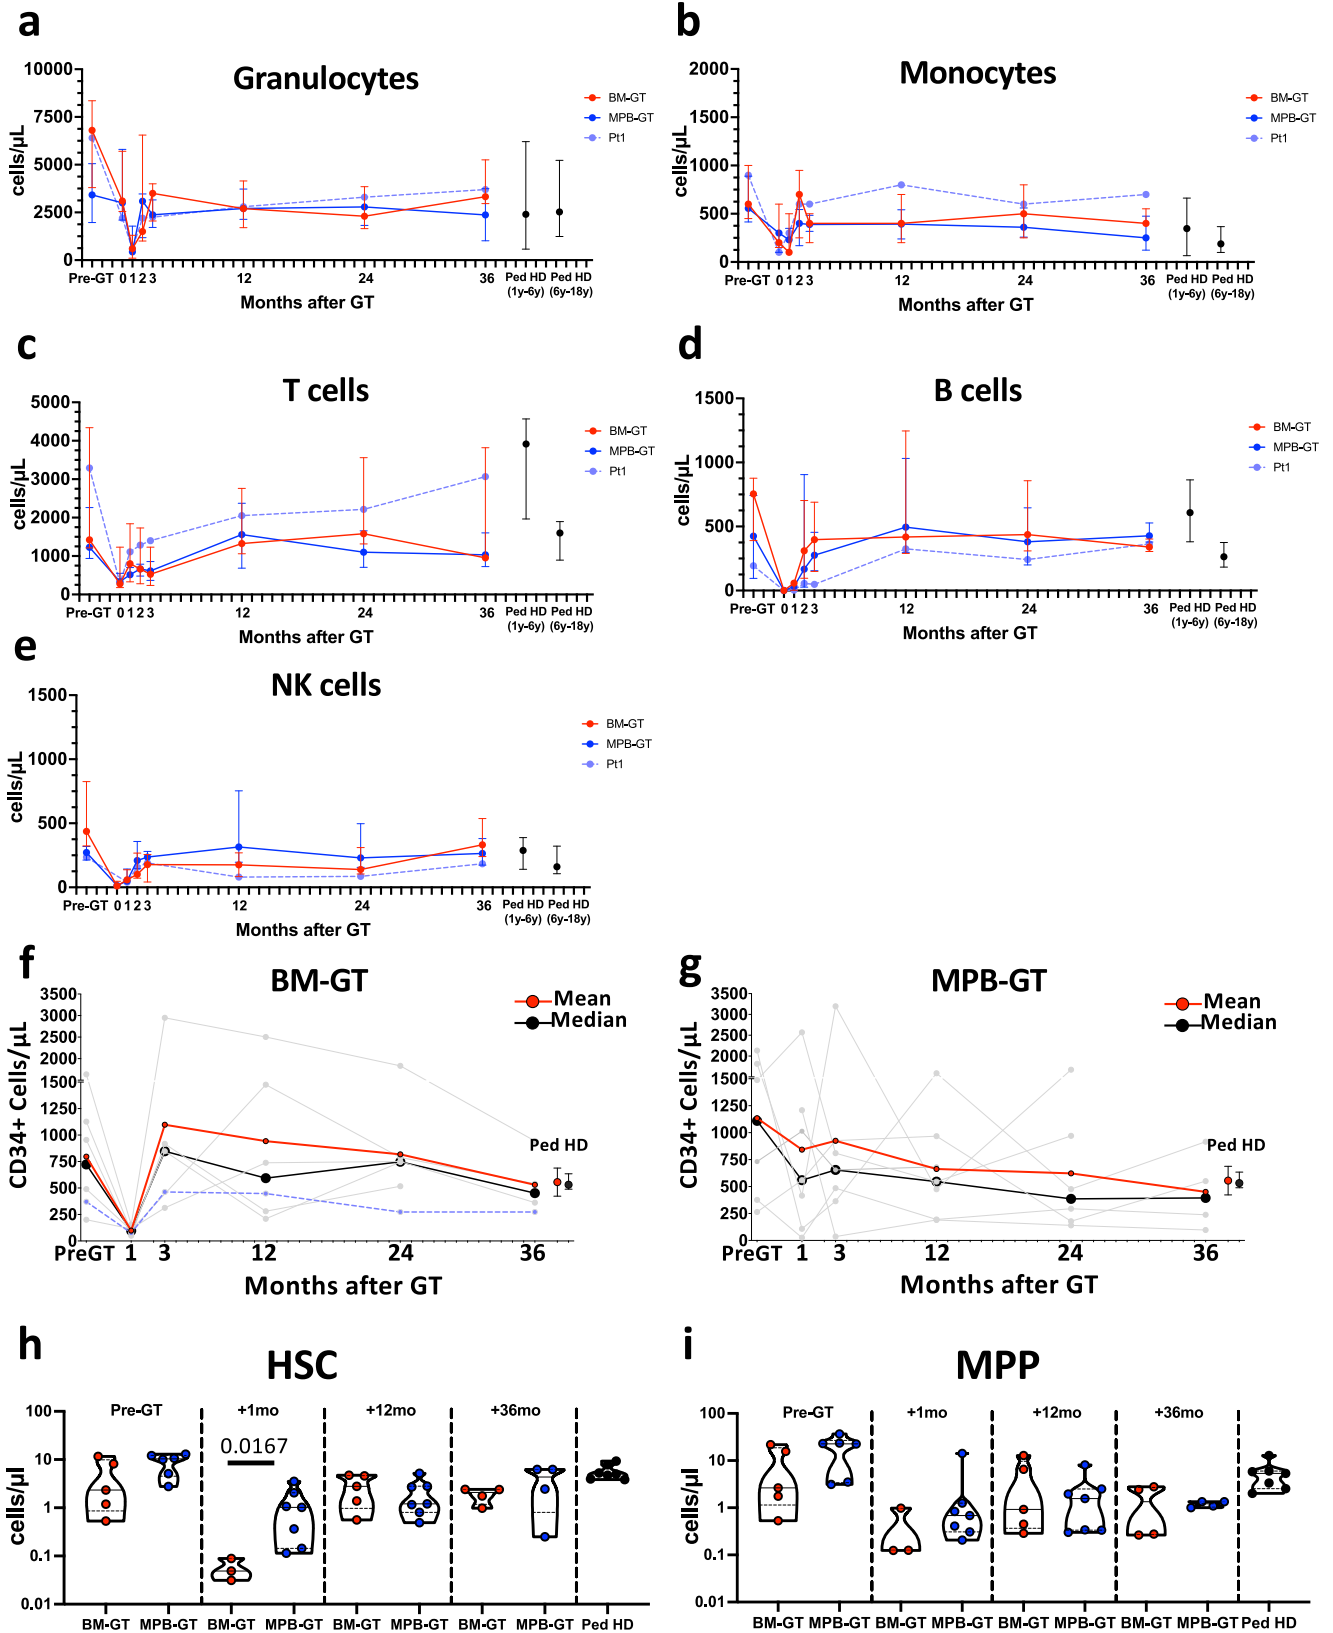 a
Granulocytes
cells/µL
10000
7500
5000
2500
0
Pre-GT 0 1 2 3 12 24 36 Ped HD Ped HD
(1y-6y) (6y-18y)
Months after GT
BM-GT
MPB-GT
Pt1
b
Monocytes
cells/µL
2000
1500
1000
500
0
Pre-GT 0 1 2 3 12 24 36 Ped HD Ped HD
(1y-6y) (6y-18y)
Months after GT
BM-GT
MPB-GT
Pt1
c
T cells
cells/µL
5000
4000
3000
2000
1000
0
Pre-GT 0 1 2 3 12 24 36 Ped HD Ped HD
(1y-6y) (6y-18y)
Months after GT
BM-GT
MPB-GT
Pt1
d
B cells
cells/µL
1500
1000
500
0
Pre-GT 0 1 2 3 12 24 36 Ped HD Ped HD
(1y-6y) (6y-18y)
Months after GT
BM-GT
MPB-GT
Pt1
e
NK cells
cells/µL
1500
1000
500
0
Pre-GT 0 1 2 3 12 24 36 Ped HD Ped HD
(1y-6y) (6y-18y)
Months after GT
BM-GT
MPB-GT
Pt1
f
BM-GT
CD34+ Cells/µL
3500
3000
2500
2000
1500
1250
1000
750
500
250
0
PreGT 1 3 12 24 36
Months after GT
Mean
Median
Ped HD
g
MPB-GT
CD34+ Cells/µL
3500
3000
2500
2000
1500
1250
1000
750
500
250
0
PreGT 1 3 12 24 36
Months after GT
Mean
Median
Ped HD
h
HSC
cells/µl
100
10
1
0.1
0.01
Pre-GT +1mo +12mo +36mo
0.0167
BM-GT MPB-GT BM-GT MPB-GT BM-GT MPB-GT BM-GT MPB-GT Ped HD
i
MPP
cells/µl
100
10
1
0.1
0.01
Pre-GT +1mo +12mo +36mo
BM-GT MPB-GT BM-GT MPB-GT BM-GT MPB-GT BM-GT MPB-GT Ped HD